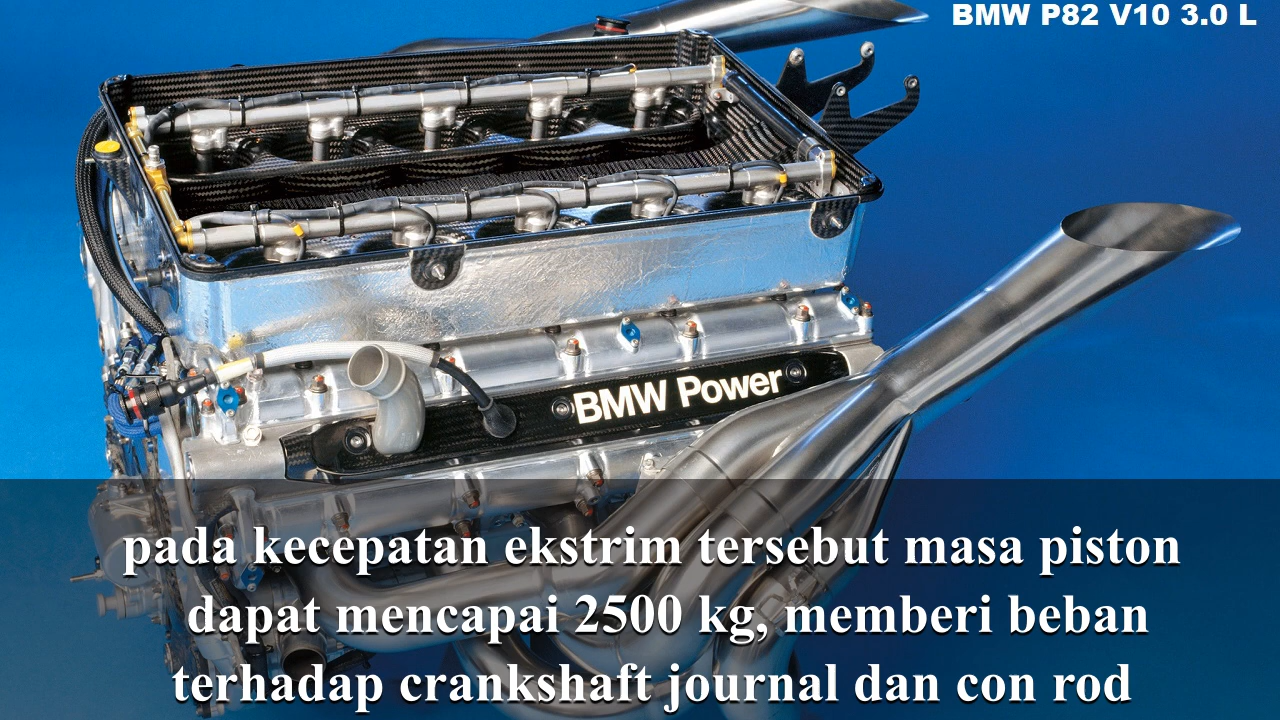 BMW P82 V10 3.0 L
BMW Power
pada kecepatan ekstrim tersebut masa piston
dapat mencapai 2500 kg, memberi beban
terhadap crankshaft journal dan con rod